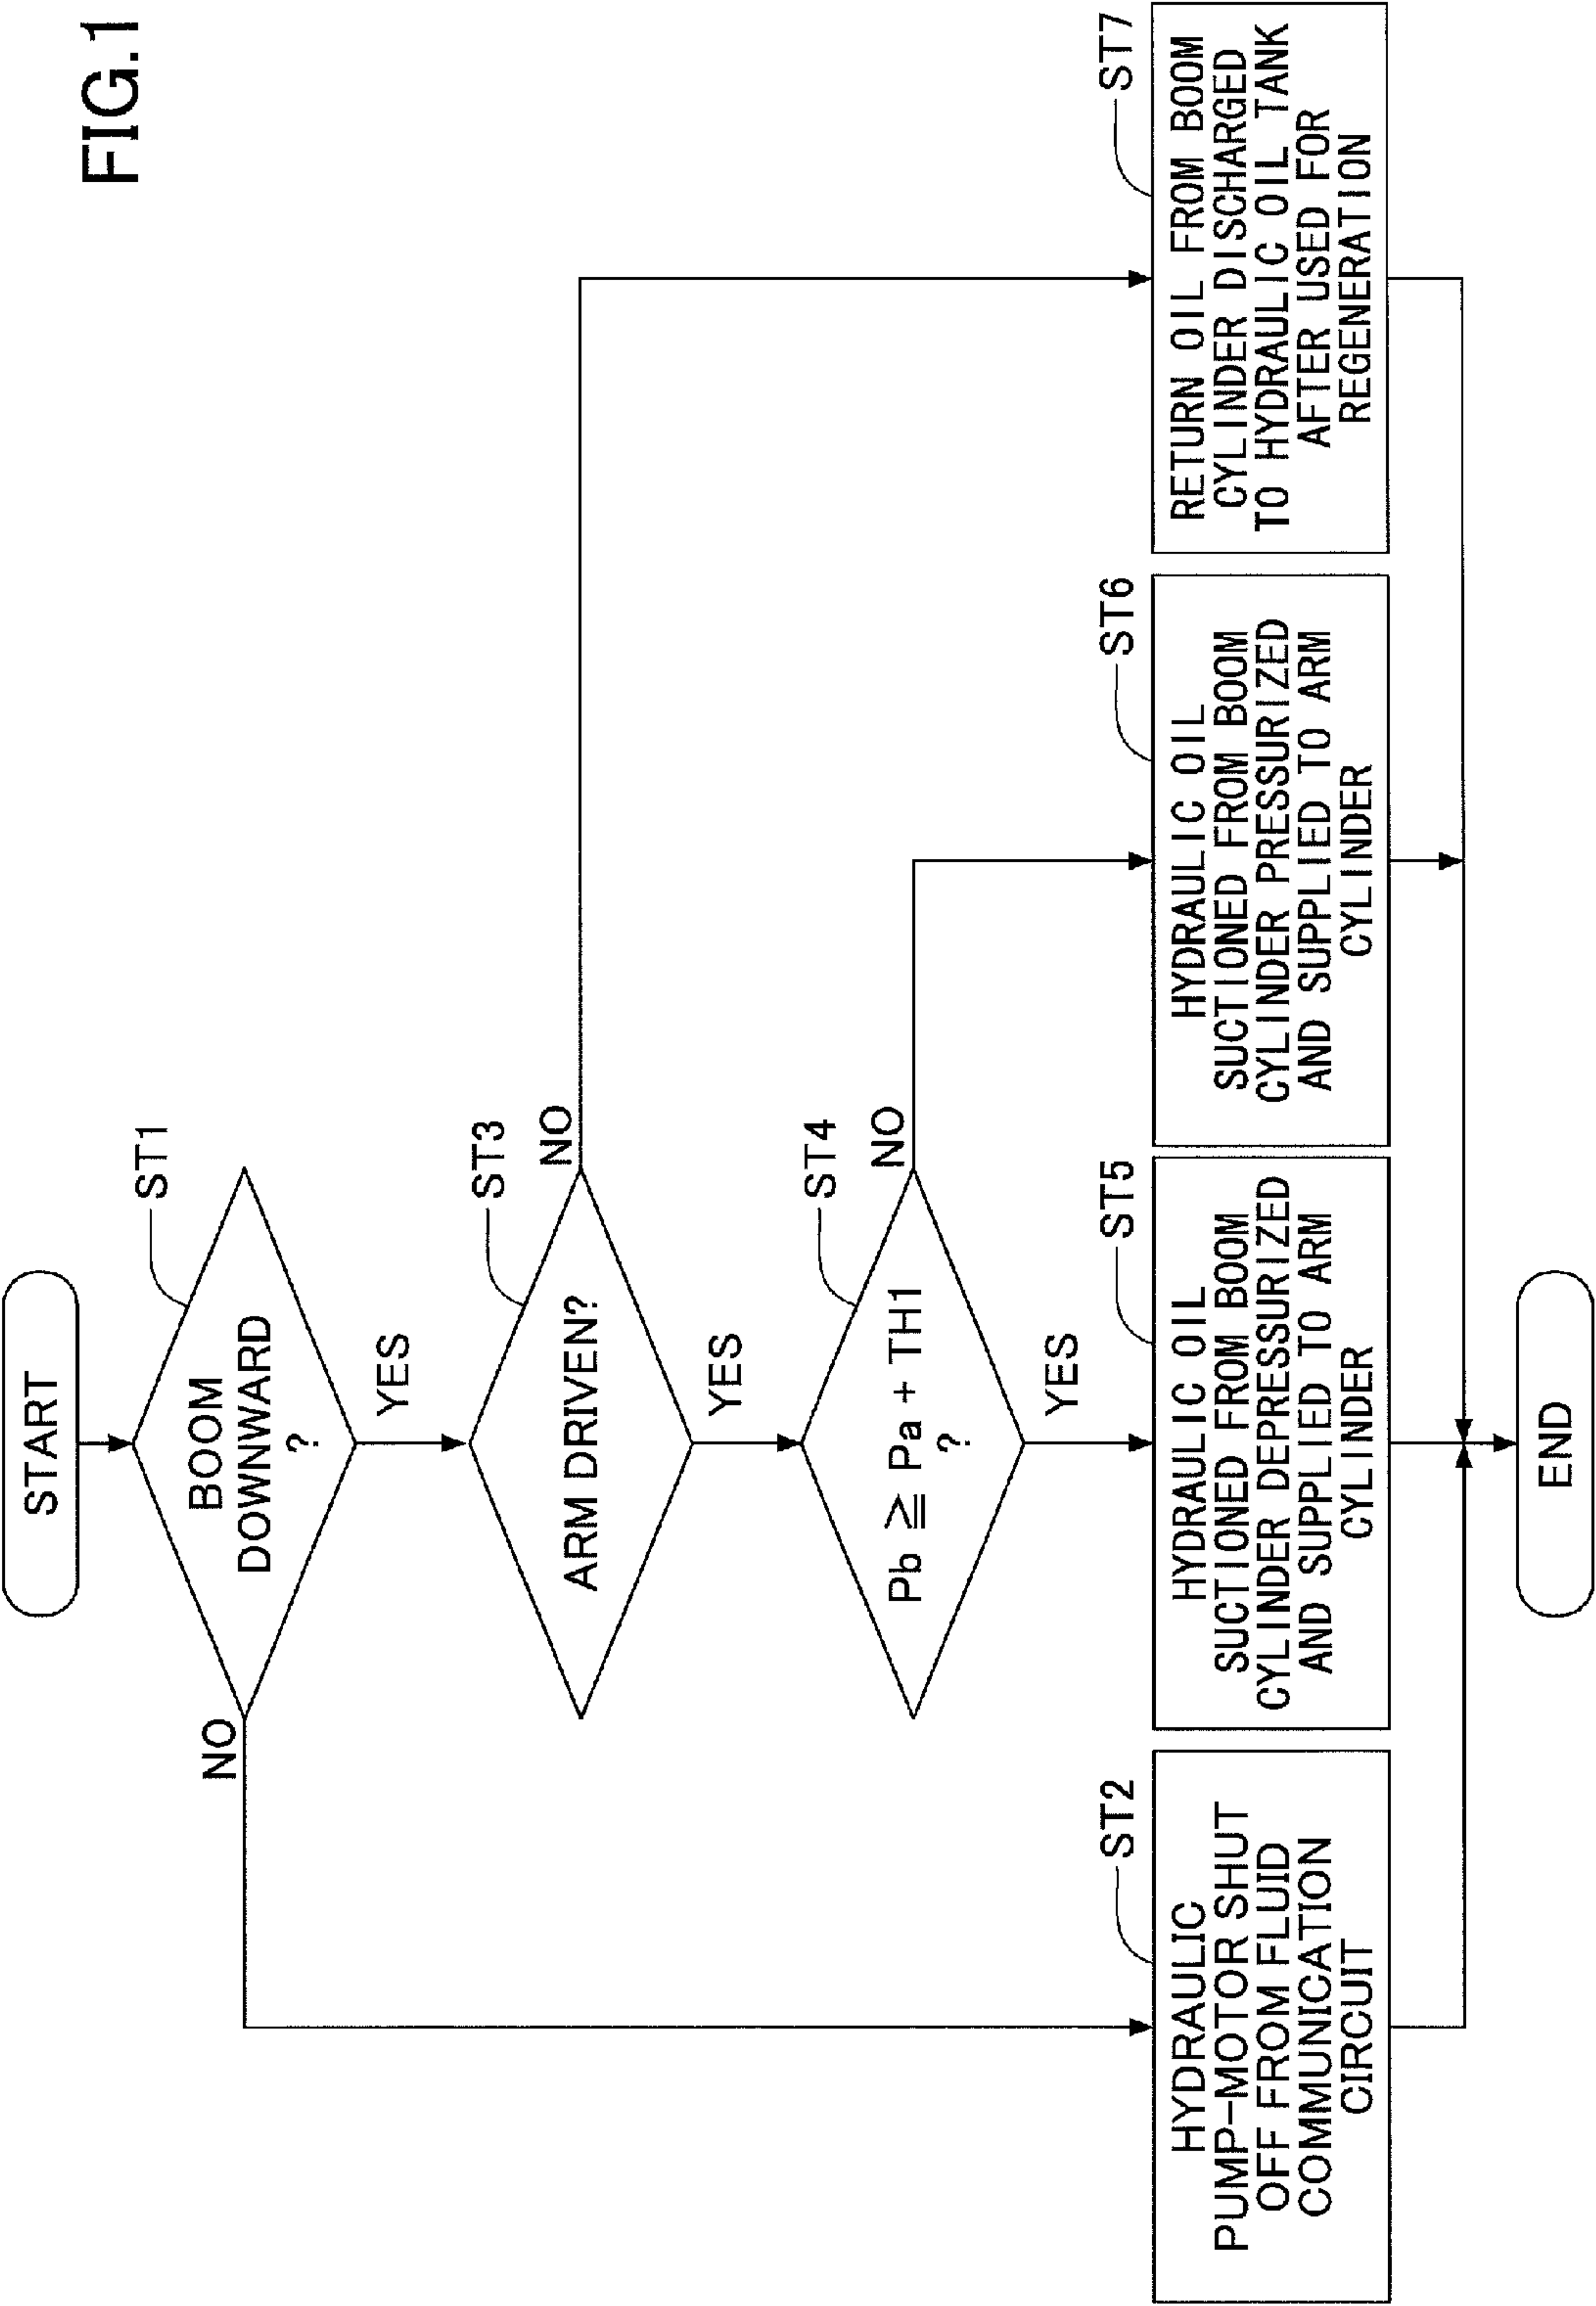 FIG.1
START
ST1
BOOM
DOWNWARD
?
NO
YES
ST3
ARM DRIVEN?
NO
YES
ST4
Pb ≧ Pa + TH1
?
NO
YES
ST2
HYDRAULIC
PUMP-MOTOR SHUT
OFF FROM FLUID
COMMUNICATION
CIRCUIT
ST5
HYDRAULIC OIL
SUCTIONED FROM BOOM
CYLINDER DEPRESSURIZED
AND SUPPLIED TO ARM
CYLINDER
ST6
HYDRAULIC OIL
SUCTIONED FROM BOOM
CYLINDER PRESSURIZED
AND SUPPLIED TO ARM
CYLINDER
ST7
RETURN OIL FROM BOOM
CYLINDER DISCHARGED
TO HYDRAULIC OIL TANK
AFTER USED FOR
REGENERATION
END